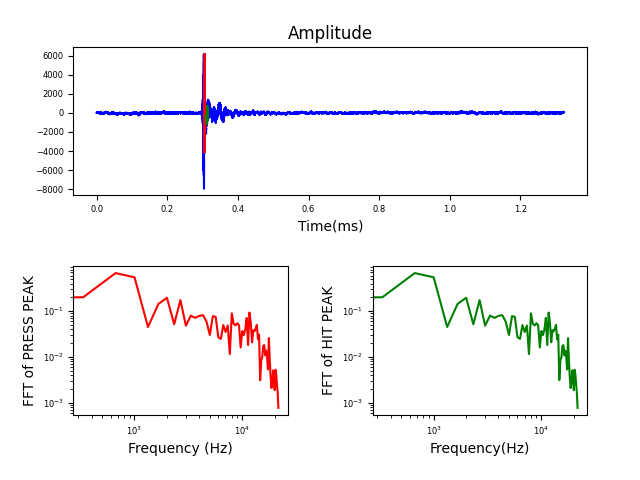 Amplitude
6000
4000
2000
0
−2000
−4000
−6000
−8000
0.0 0.2 0.4 0.6 0.8 1.0 1.2
Time(ms)
FFT of PRESS PEAK
10⁻¹
10⁻²
10⁻³
10³ 10⁴
Frequency (Hz)
FFT of HIT PEAK
10⁻¹
10⁻²
10⁻³
10³ 10⁴
Frequency(Hz)